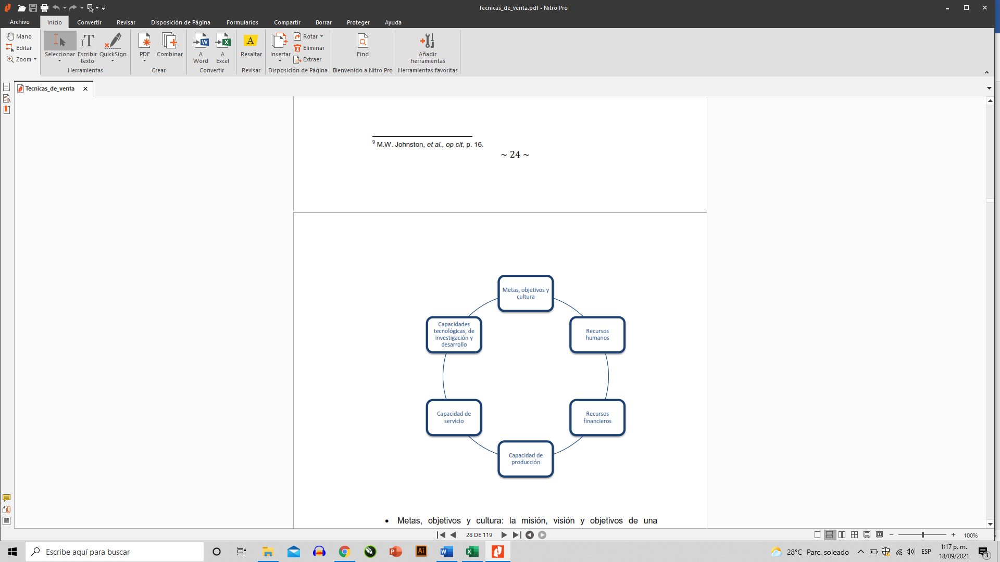 Tecnicas_de_venta.pdf - Nitro Pro
Archivo
Inicio
Convertir
Revisar
Disposición de Página
Formularios
Compartir
Borrar
Proteger
Ayuda
Mano
Editar
Zoom
Seleccionar
Escribir
texto
QuickSign
Herramientas
PDF
Combinar
Crear
A
Word
A
Excel
Convertir
Resaltar
Revisar
Insertar
Rotar
Eliminar
Extraer
Disposición de Página
Find
Bienvenido a Nitro Pro
Añadir
herramientas
Herramientas favoritas
Tecnicas_de_venta
9 M.W. Johnston, et al., op cit, p. 16.
~ 24 ~
Metas, objetivos y
cultura
Capacidades
tecnológicas, de
investigación y
desarrollo
Recursos
humanos
Capacidad de
servicio
Recursos
financieros
Capacidad de
producción
• Metas, objetivos y cultura: la misión, visión y objetivos de una
28 DE 119
100%
Escribe aquí para buscar
28°C Parc. soleado
ESP
1:17 p. m.
18/09/2021
3